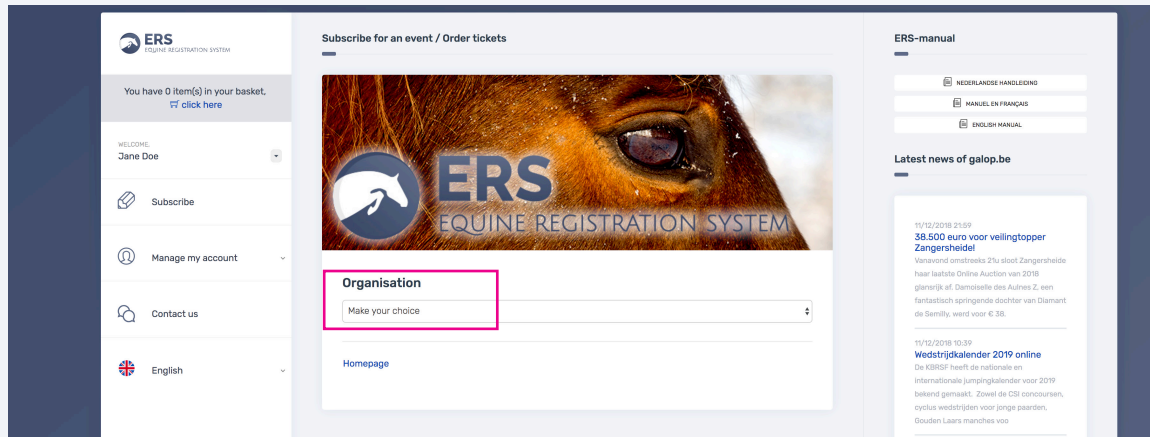 ERS
EQUINE REGISTRATION SYSTEM
You have 0 item(s) in your basket,
click here
WELCOME,
Jane Doe
Subscribe
Manage my account
Contact us
English
Subscribe for an event / Order tickets
ERS
EQUINE REGISTRATION SYSTEM
Organisation
Make your choice
Homepage
ERS-manual
NEDERLANDSE HANDLEIDING
MANUEL EN FRANÇAIS
ENGLISH MANUAL
Latest news of galop.be
11/12/2018 21:59
38.500 euro voor veilingtopper
Zangersheide!
Vanavond omstreeks 21u sloot Zangersheide
haar laatste Online Auction van 2018
glansrijk af. Damoiselle des Aulnes Z, een
fantastisch springende dochter van Diamant
de Semilly, werd voor € 38.
11/12/2018 10:39
Wedstrijdkalender 2019 online
De KBRSF heeft de nationale en
internationale jumpingkalender voor 2019
bekend gemaakt. Zowel de CSI concoursen,
cyclus wedstrijden voor jonge paarden,
Gouden Laars manches voo